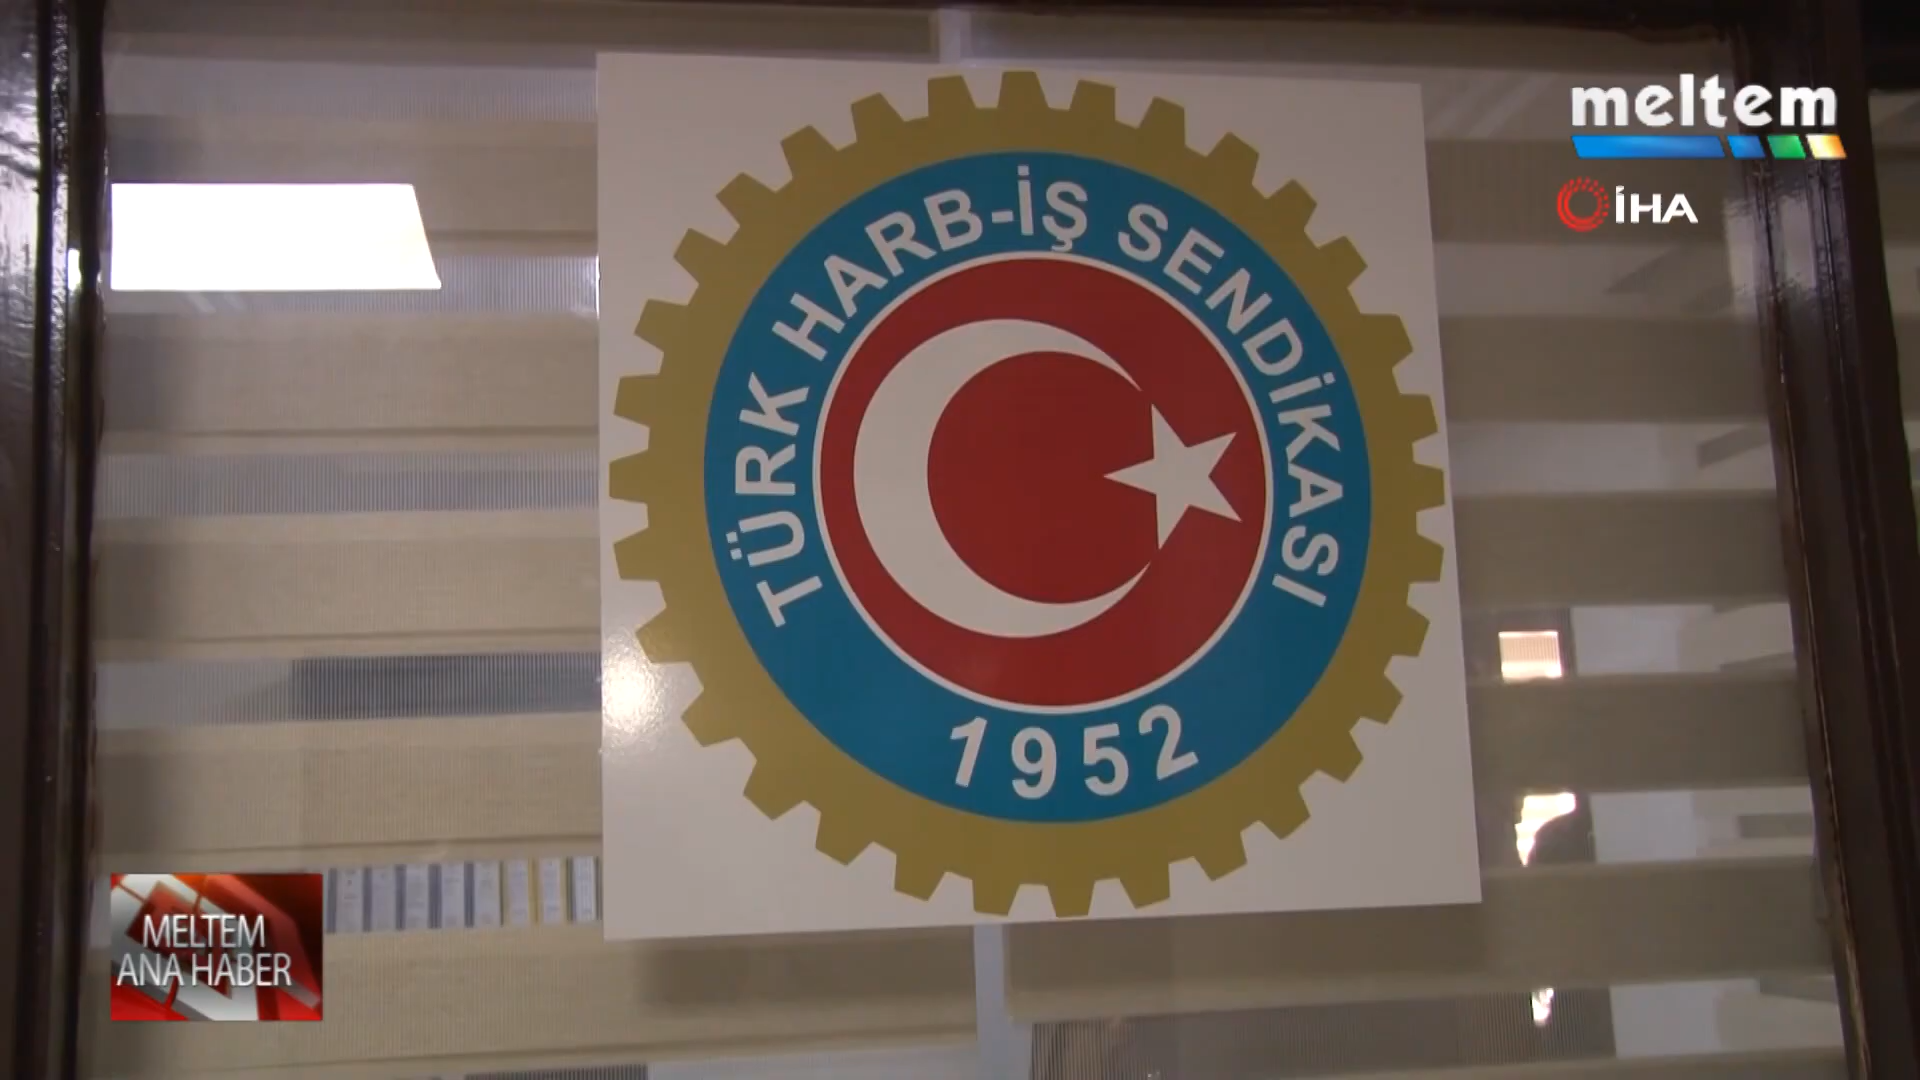 meltem
İHA
TÜRK HARB-İŞ SENDİKASI
1952
MELTEM
ANA HABER